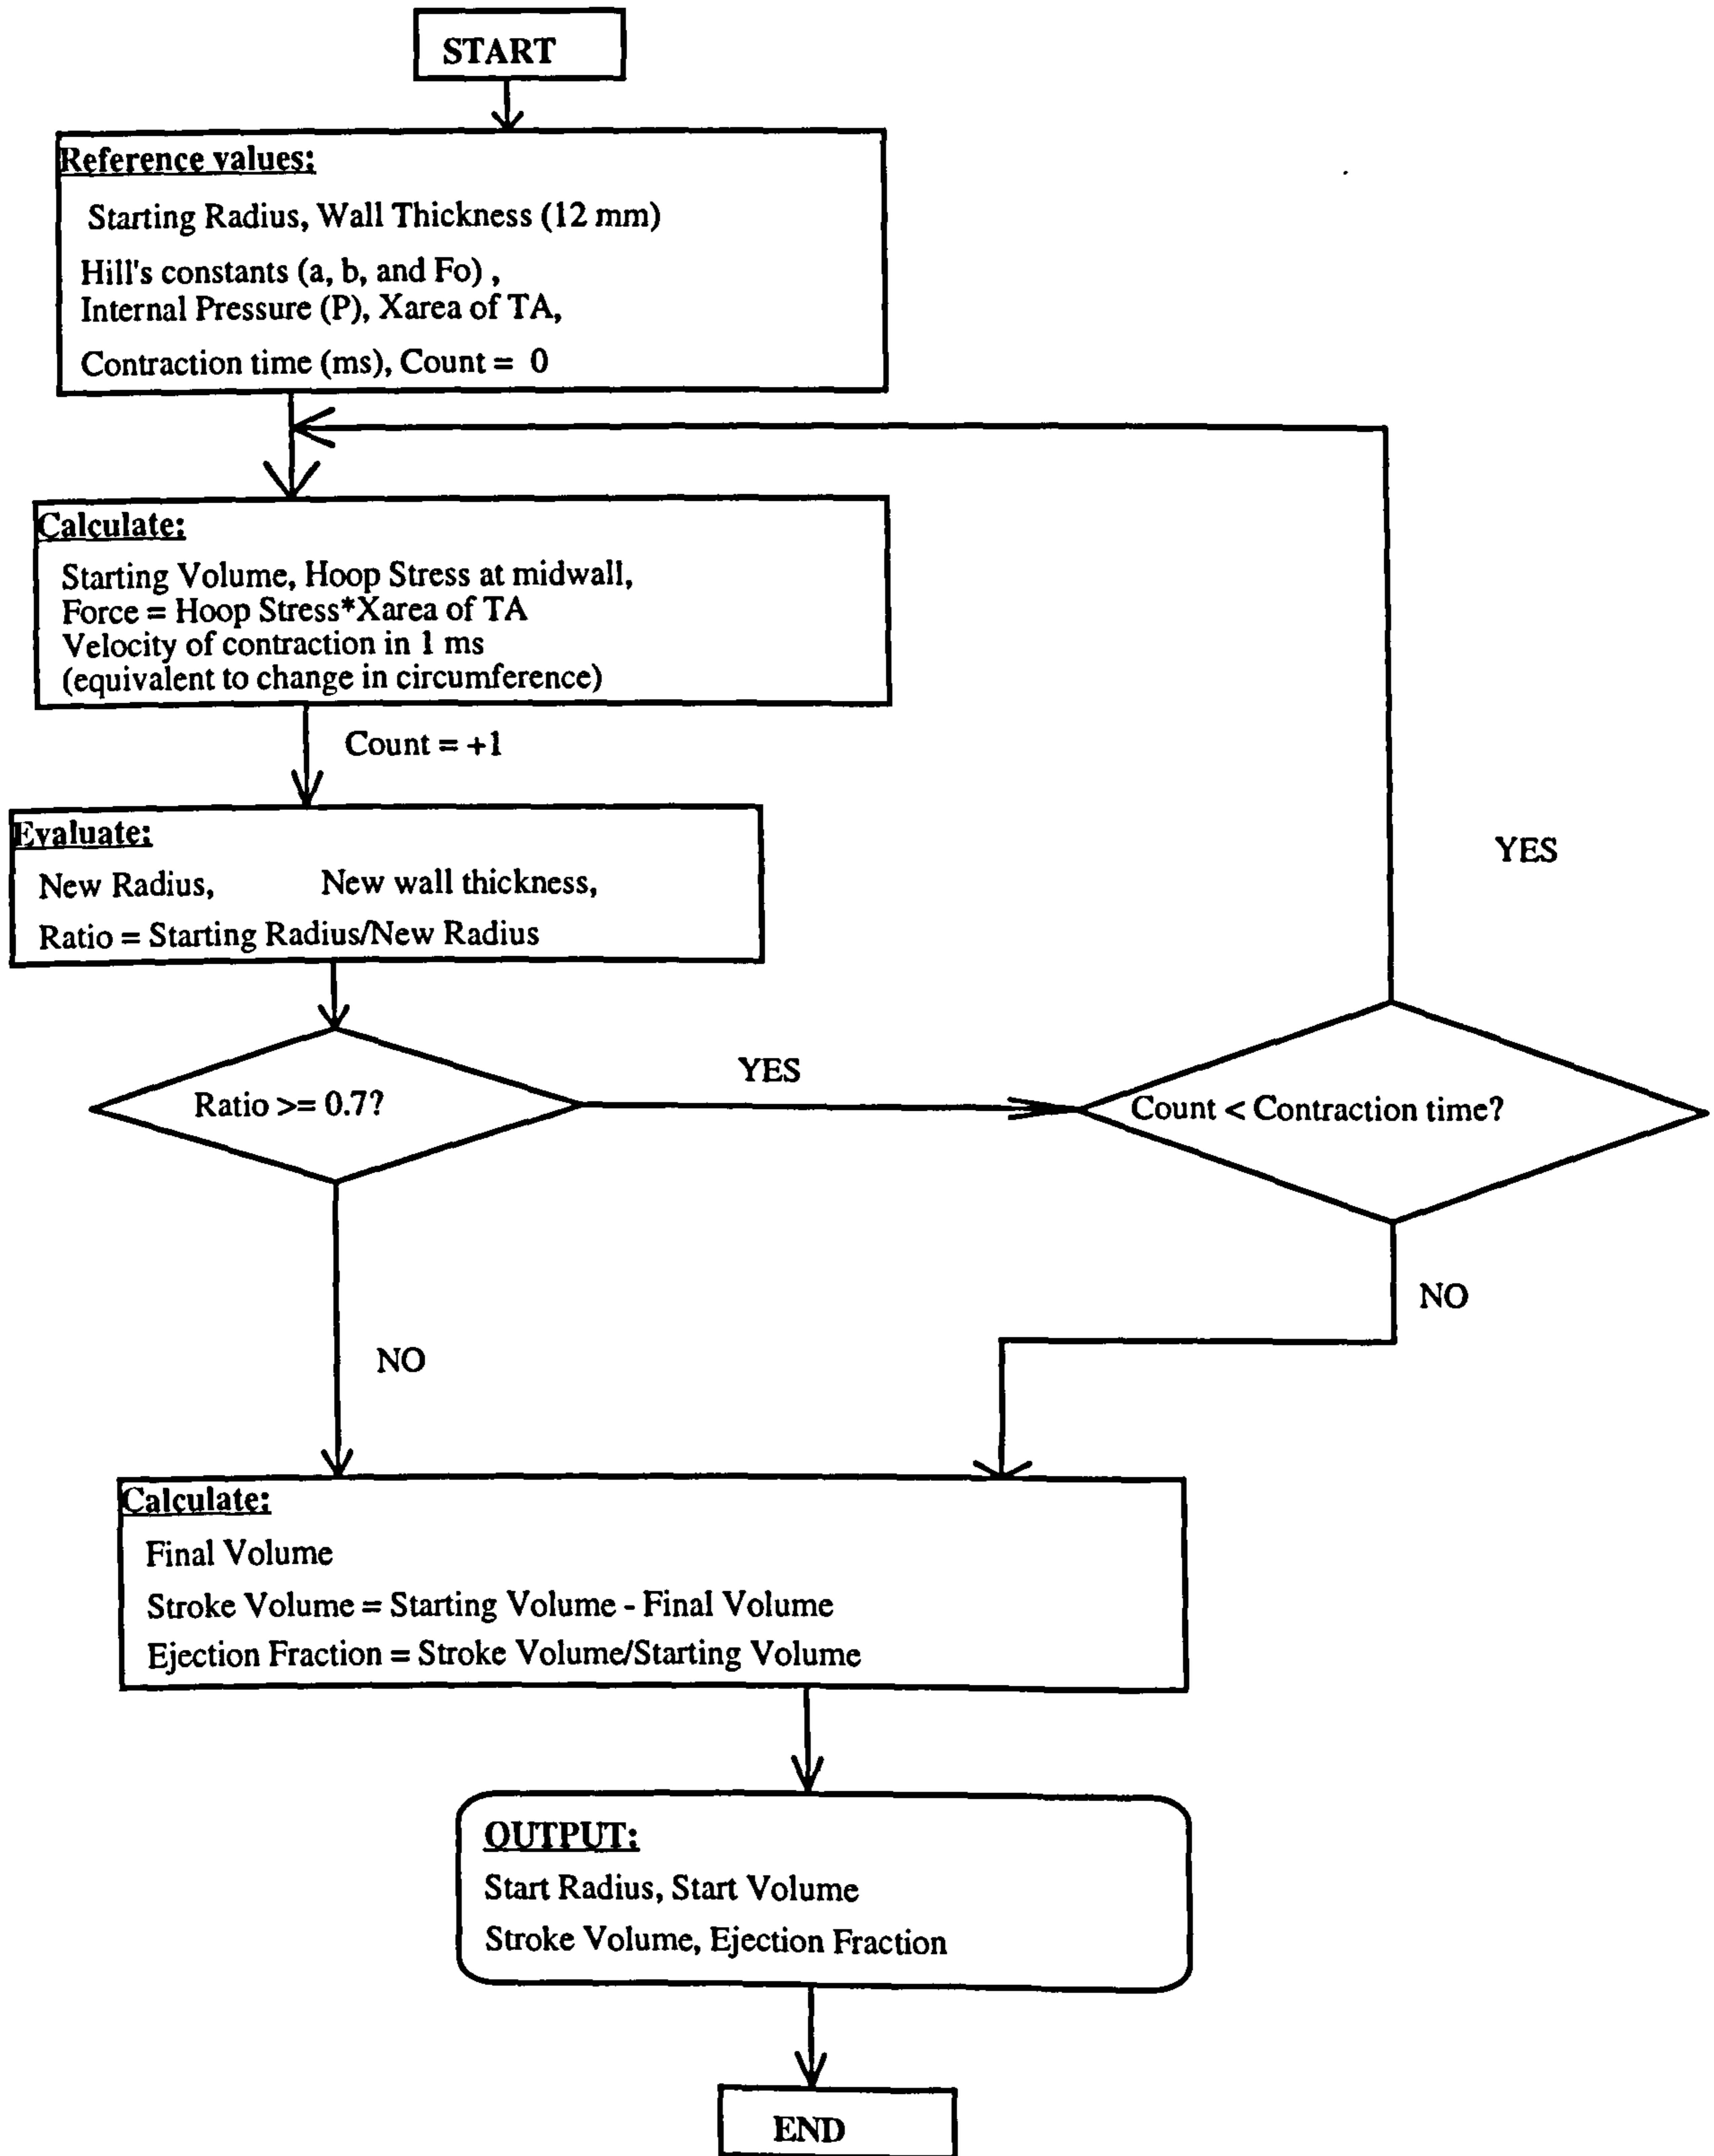 START
Reference values:
Starting Radius, Wall Thickness (12 mm)
Hill's constants (a, b, and Fo) ,
Internal Pressure (P), Xarea of TA,
Contraction time (ms), Count = 0
Calculate:
Starting Volume, Hoop Stress at midwall,
Force = Hoop Stress*Xarea of TA
Velocity of contraction in 1 ms
(equivalent to change in circumference)
Count = +1
Evaluate:
New Radius, New wall thickness,
Ratio = Starting Radius/New Radius
YES
Ratio >= 0.7?
YES
Count < Contraction time?
NO
NO
Calculate:
Final Volume
Stroke Volume = Starting Volume - Final Volume
Ejection Fraction = Stroke Volume/Starting Volume
OUTPUT:
Start Radius, Start Volume
Stroke Volume, Ejection Fraction
END